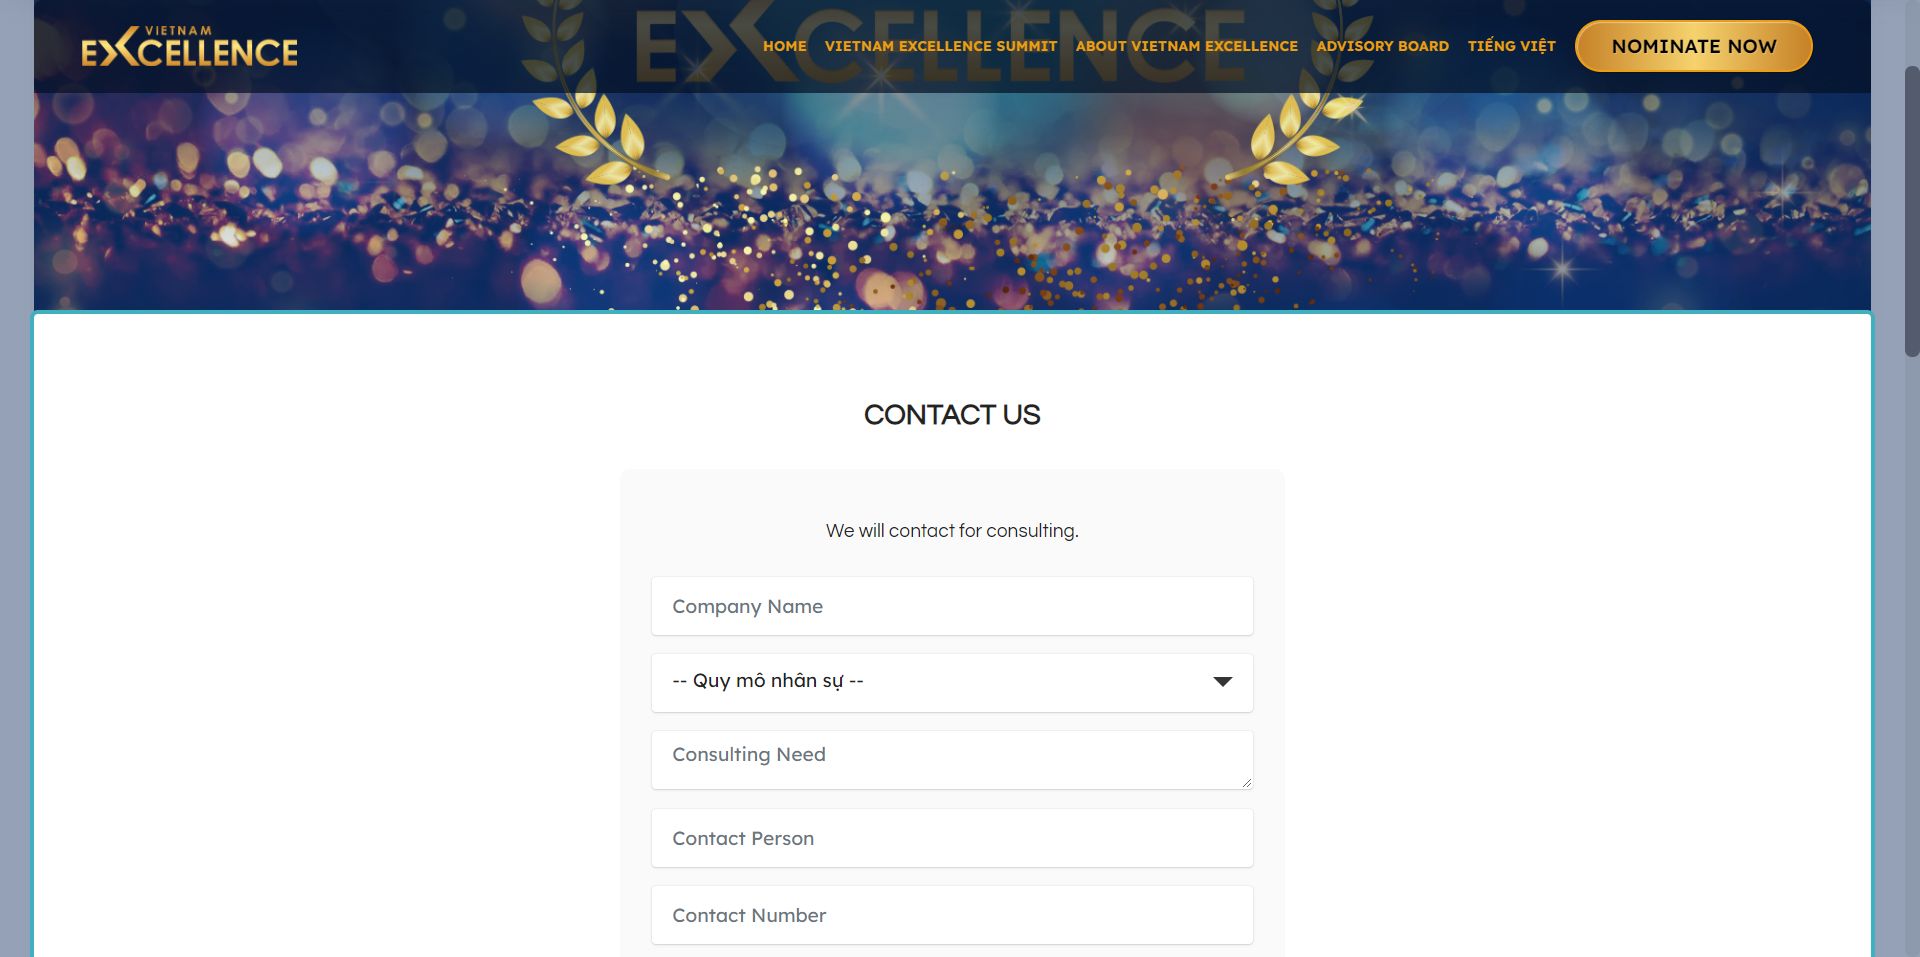 VIETNAM
EXCELLENCE
EXCELLENCE
HOME VIETNAM EXCELLENCE SUMMIT ABOUT VIETNAM EXCELLENCE ADVISORY BOARD TIẾNG VIỆT NOMINATE NOW
CONTACT US
We will contact for consulting.
Company Name
-- Quy mô nhân sự --
Consulting Need
Contact Person
Contact Number